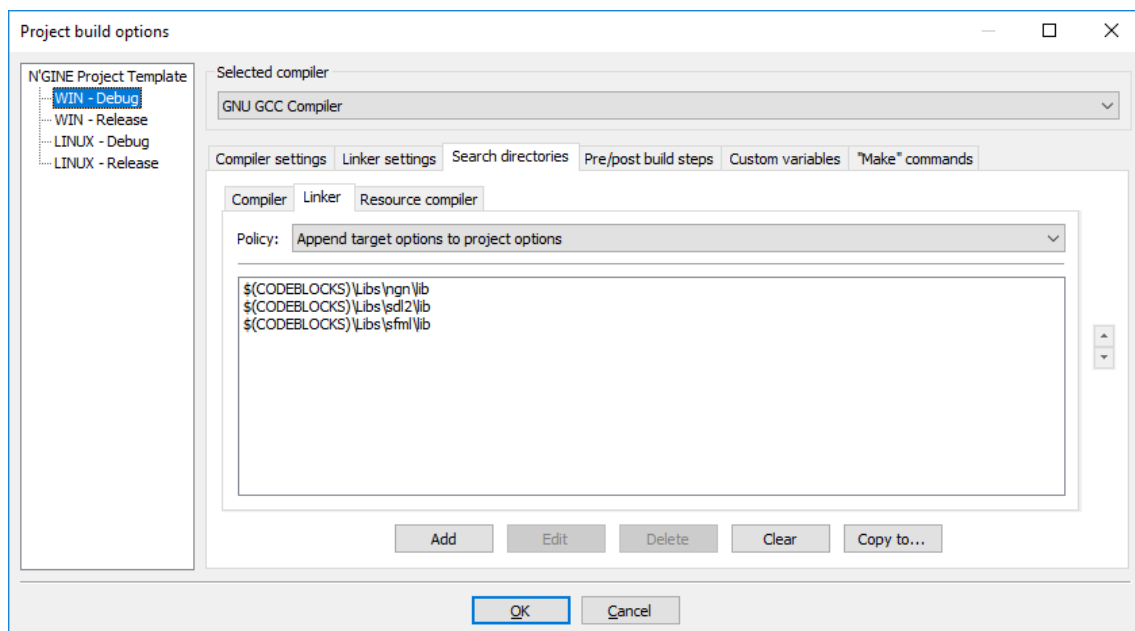 Project build options
N'GINE Project Template
WIN - Debug
WIN - Release
LINUX - Debug
LINUX - Release
Selected compiler
GNU GCC Compiler
Compiler settings Linker settings Search directories Pre/post build steps Custom variables "Make" commands
Compiler Linker Resource compiler
Policy: Append target options to project options
$(CODEBLOCKS)\Libs\ngn\lib
$(CODEBLOCKS)\Libs\sdl2\lib
$(CODEBLOCKS)\Libs\sfml\lib
Add Edit Delete Clear Copy to...
OK Cancel